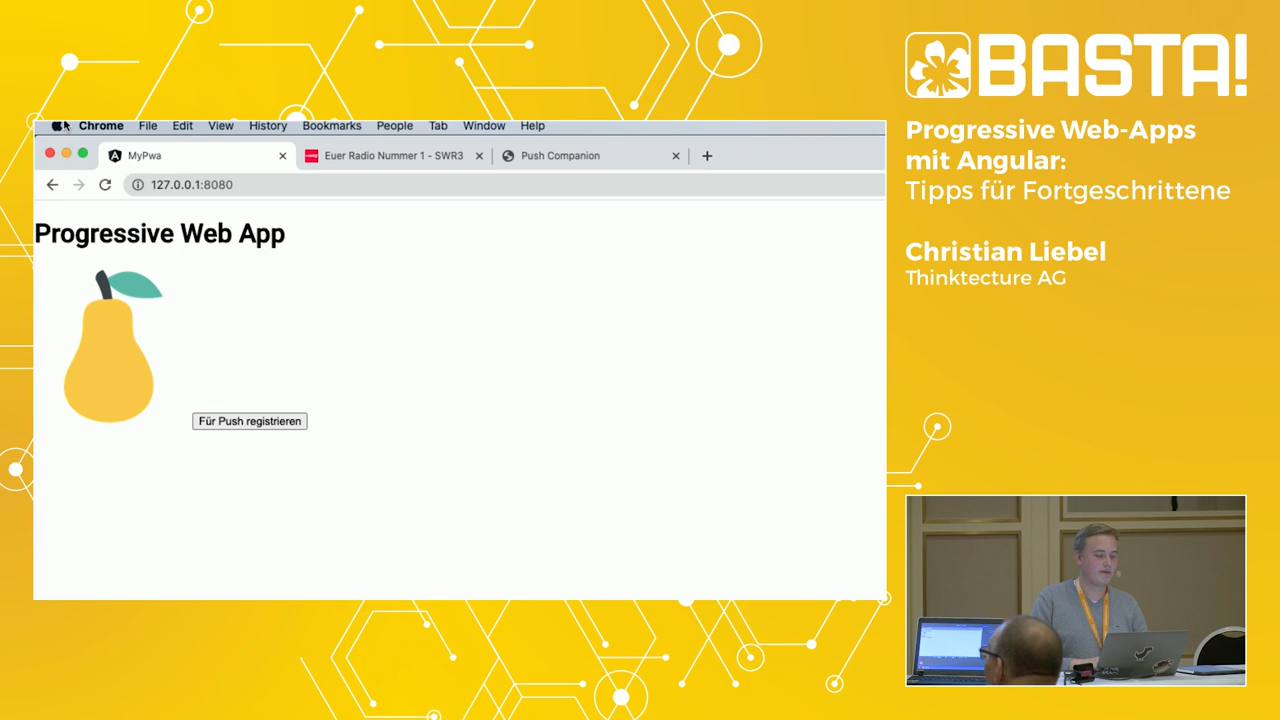 BASTA!
Progressive Web-Apps
mit Angular:
Tipps für Fortgeschrittene
Christian Liebel
Thinktecture AG
Chrome File Edit View History Bookmarks People Tab Window Help
MyPwa Euer Radio Nummer 1 - SWR3 Push Companion
127.0.0.1:8080
Progressive Web App
Für Push registrieren